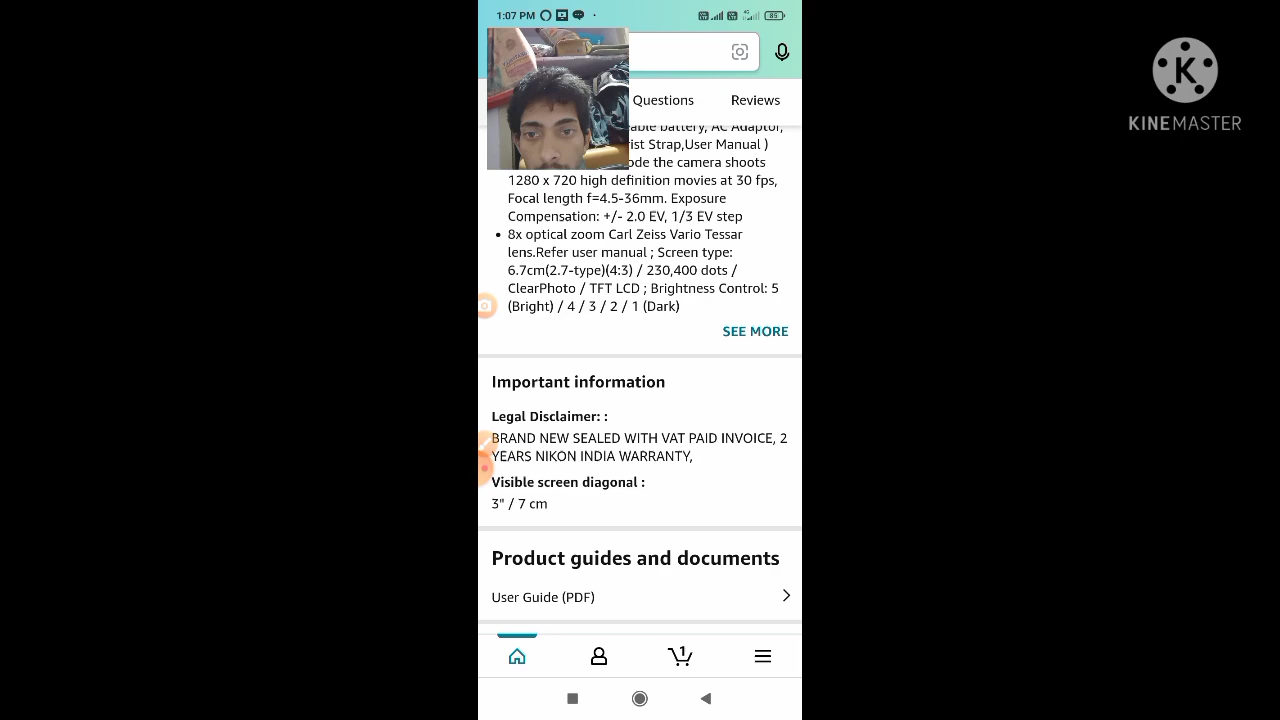 1:07 PM
4G
85
K
KINEMASTER
Questions
Reviews
able battery, AC Adaptor,
ist Strap,User Manual )
ode the camera shoots
1280 x 720 high definition movies at 30 fps,
Focal length f=4.5-36mm. Exposure
Compensation: +/- 2.0 EV, 1/3 EV step
• 8x optical zoom Carl Zeiss Vario Tessar
lens.Refer user manual ; Screen type:
6.7cm(2.7-type)(4:3) / 230,400 dots /
ClearPhoto / TFT LCD ; Brightness Control: 5
(Bright) / 4 / 3 / 2 / 1 (Dark)
SEE MORE
Important information
Legal Disclaimer: :
BRAND NEW SEALED WITH VAT PAID INVOICE, 2
YEARS NIKON INDIA WARRANTY,
Visible screen diagonal :
3" / 7 cm
Product guides and documents
User Guide (PDF)
1